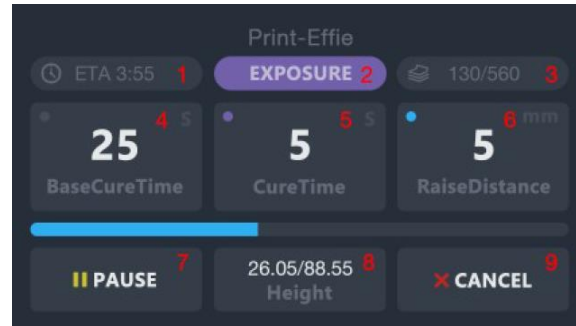 Print-Effie
ETA 3:55 1 EXPOSURE 2 130/560 3
4 S 5 S 6 mm
25 5 5
BaseCureTime CureTime RaiseDistance
7 8 9
PAUSE 26.05/88.55 CANCEL
Height